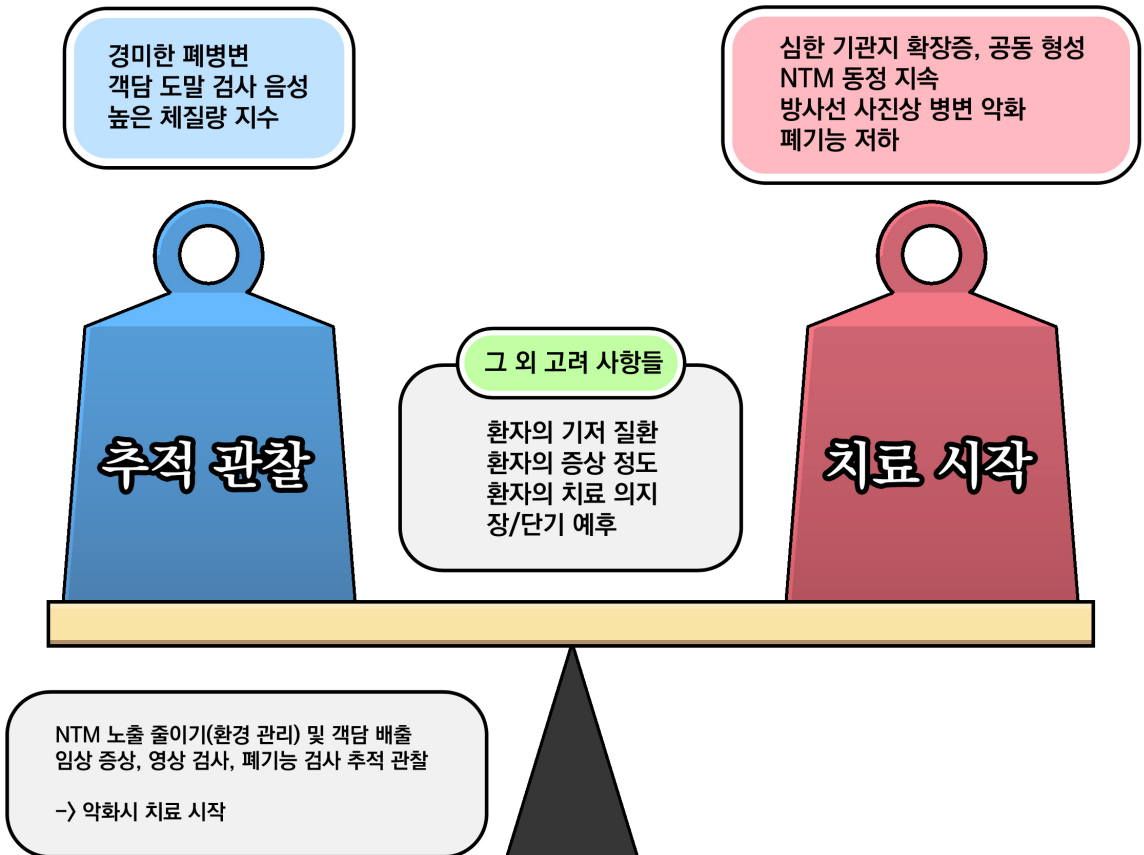 경미한 폐병변
객담 도말 검사 음성
높은 체질량 지수
심한 기관지 확장증, 공동 형성
NTM 동정 지속
방사선 사진상 병변 악화
폐기능 저하
그 외 고려 사항들
환자의 기저 질환
환자의 증상 정도
환자의 치료 의지
장/단기 예후
추적 관찰
치료 시작
NTM 노출 줄이기(환경 관리) 및 객담 배출
임상 증상, 영상 검사, 폐기능 검사 추적 관찰
-> 악화시 치료 시작